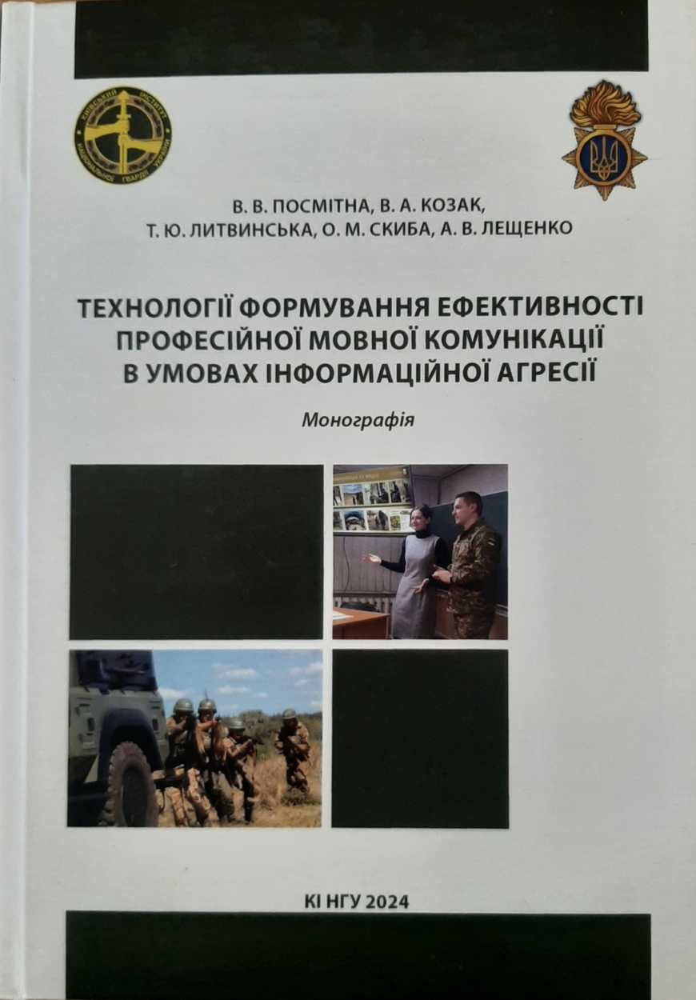 КИЇВСЬКИЙ ІНСТИТУТ
НАЦІОНАЛЬНОЇ ГВАРДІЇ УКРАЇНИ
В. В. ПОСМІТНА, В. А. КОЗАК,
Т. Ю. ЛИТВИНСЬКА, О. М. СКИБА, А. В. ЛЕЩЕНКО
ТЕХНОЛОГІЇ ФОРМУВАННЯ ЕФЕКТИВНОСТІ
ПРОФЕСІЙНОЇ МОВНОЇ КОМУНІКАЦІЇ
В УМОВАХ ІНФОРМАЦІЙНОЇ АГРЕСІЇ
Монографія
КІ НГУ 2024